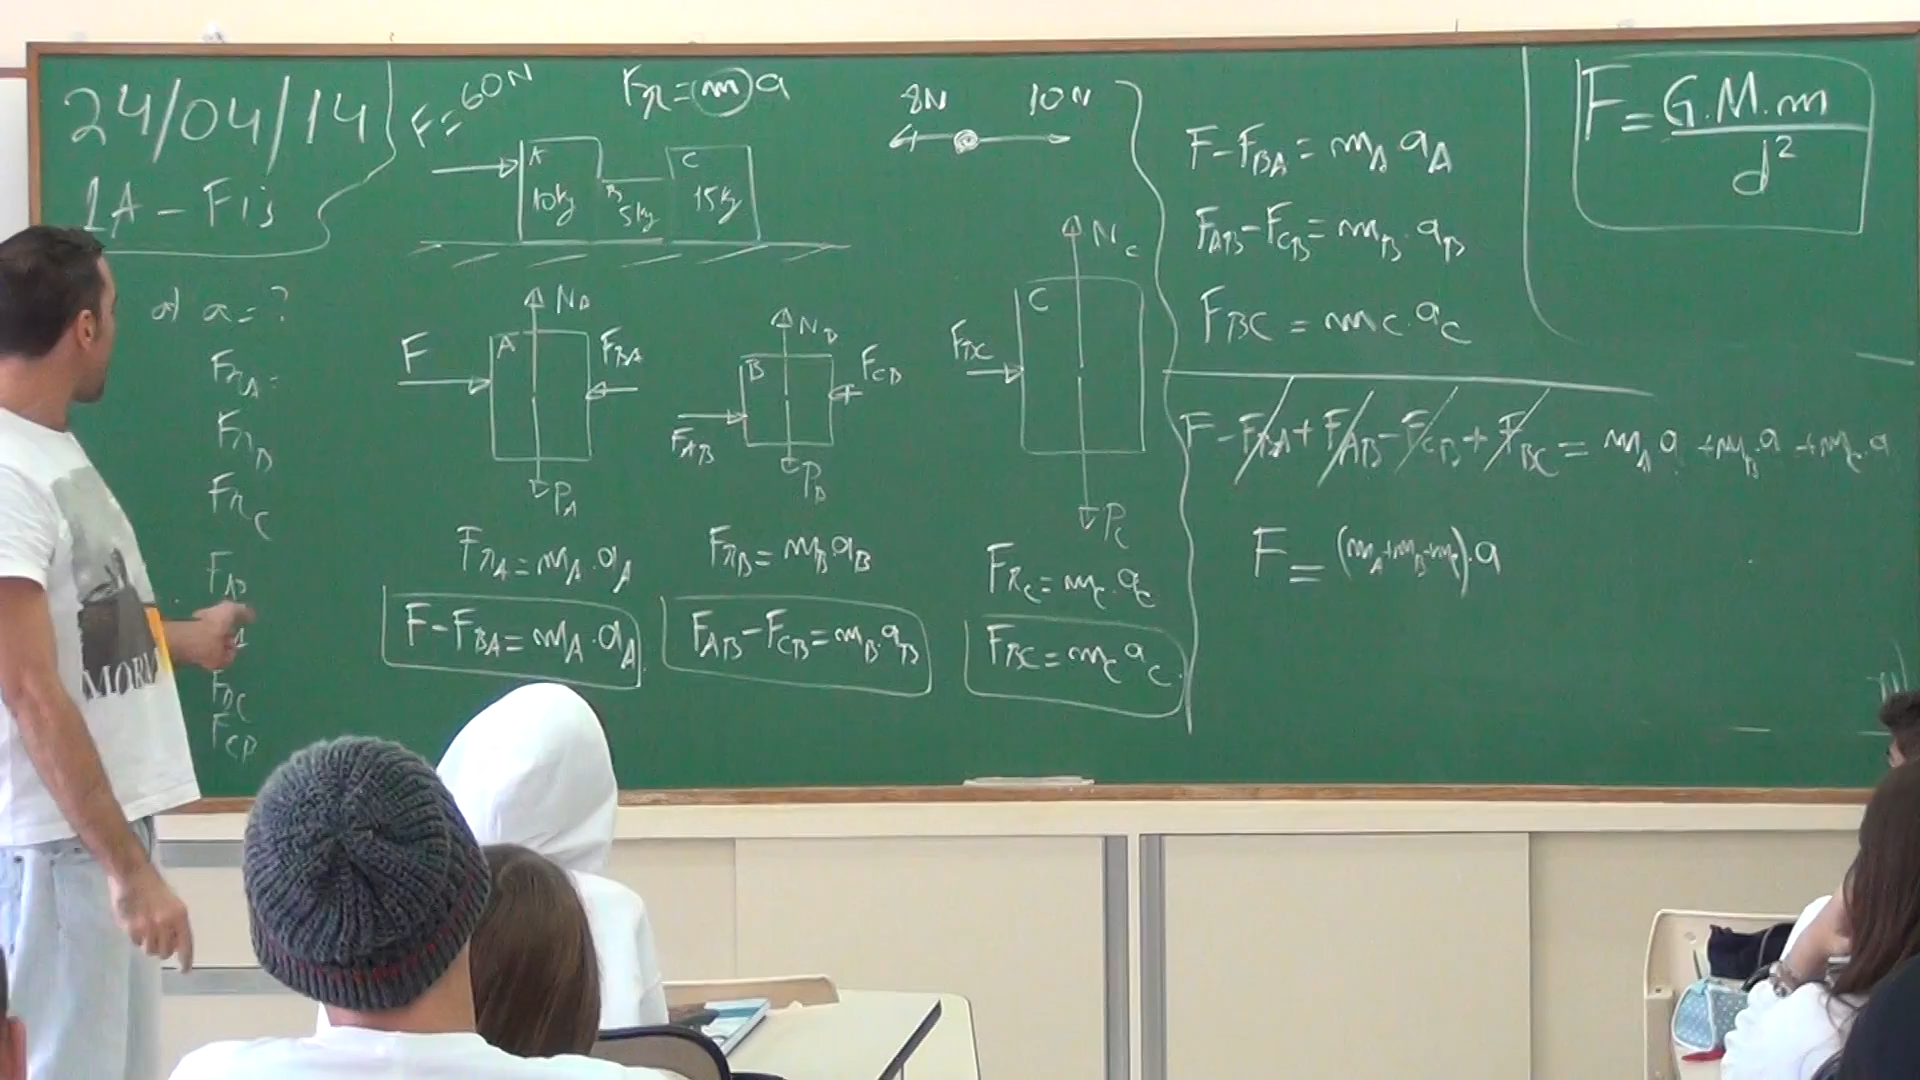 24/04/14
1A - Fis
F = 60N
A
10kg
B
5kg
C
15kg
FR = m a
8N 10N
a) a = ?
FRA =
FRB
FRC
FAB
FBC
FCB
F
A
NA
FBA
PA
FRA = mA . aA
F - FBA = mA . aA
FAB
B
NB
FCB
PB
FRB = mB aB
FAB - FCB = mB . aB
FBC
C
NC
PC
FRC = mC . aC
FBC = mC aC
F - FBA = mA aA
FAB - FCB = mB . aB
FBC = mC . aC
F - FBA + FAB - FCB + FBC = mA a + mB . a + mC . a
F = (mA + mB + mC) . a
F = G.M.m
d²
MORR